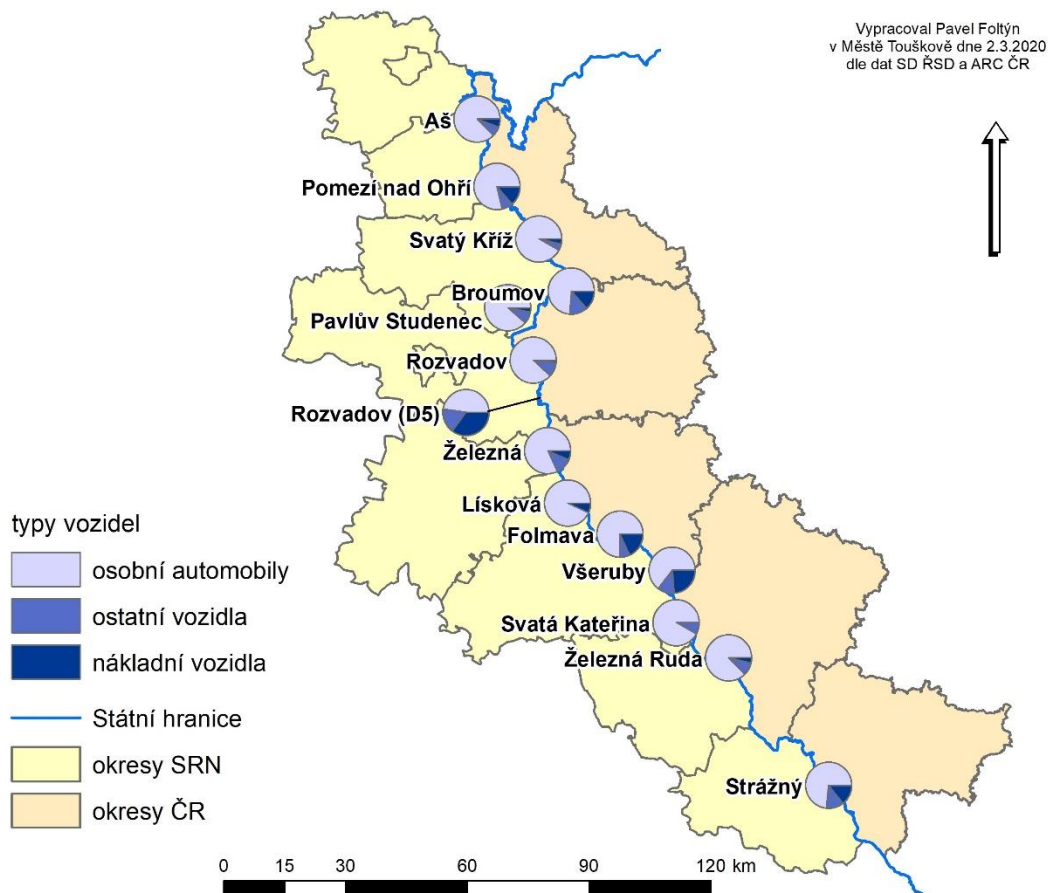 Vypracoval Pavel Foltýn
v Městě Touškově dne 2.3.2020
dle dat SD ŘSD a ARC ČR
Aš
Pomezí nad Ohří
Svatý Kříž
Broumov
Pavlův Studenec
Rozvadov
Rozvadov (D5)
Železná
Lísková
Folmava
Všeruby
Svatá Kateřina
Železná Ruda
Strážný
typy vozidel
osobní automobily
ostatní vozidla
nákladní vozidla
Státní hranice
okresy SRN
okresy ČR
0 15 30 60 90 120 km